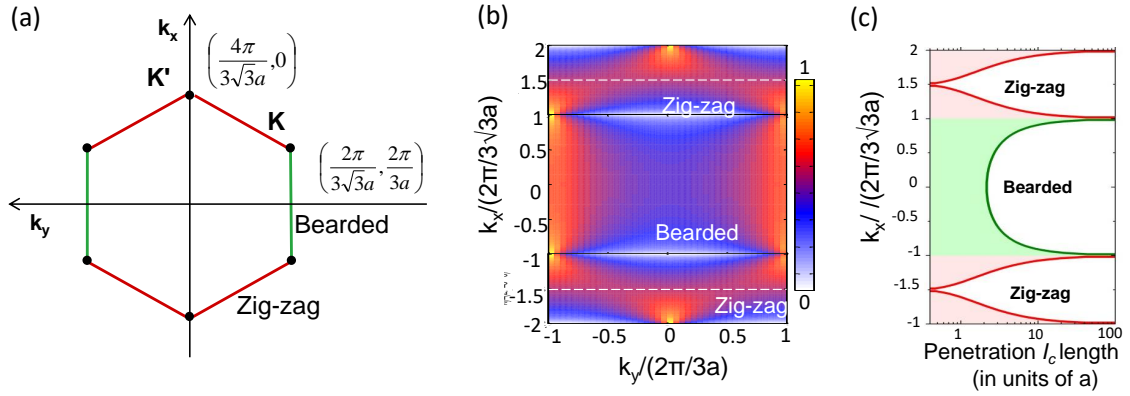 (a)
k_x
(4π/3√3a, 0)
K'
K
(2π/3√3a, 2π/3a)
k_y
Bearded
Zig-zag
(b)
2
1.5
1
0.5
0
-0.5
-1
-1.5
-2
k_x/(2π/3√3a)
Zig-zag
Bearded
Zig-zag
1
0
-1
-0.5
0
0.5
1
k_y/(2π/3a)
(c)
2
1.5
1
0.5
0
-0.5
-1
-1.5
-1
k_x/ /(2π/3√3a)
Zig-zag
Bearded
Zig-zag
1
10
100
Penetration l_c length
(in units of a)